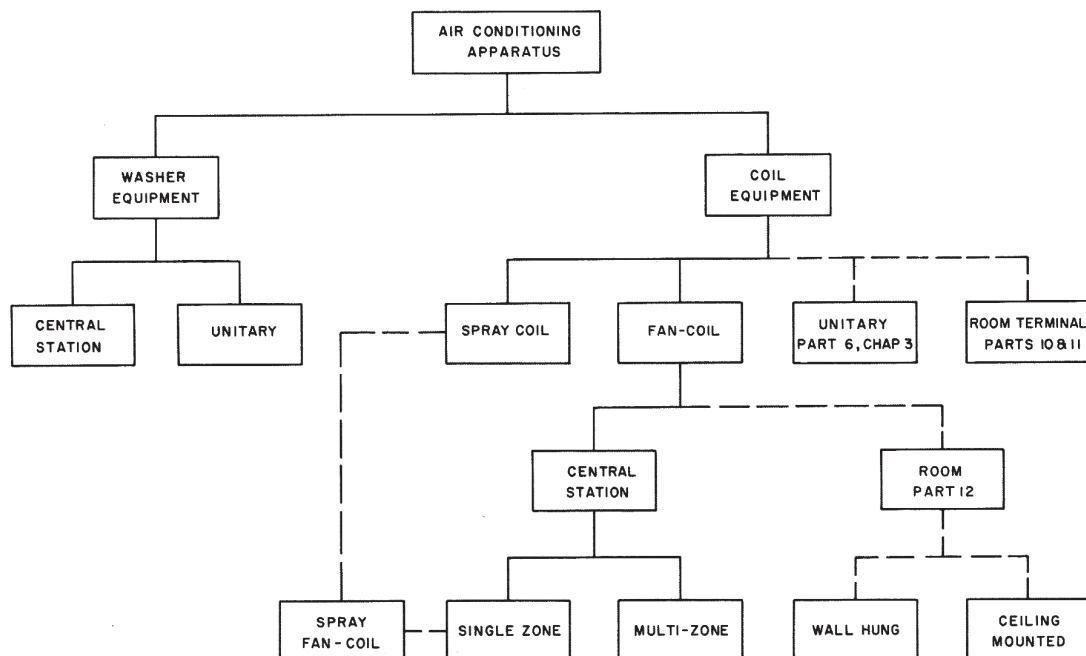 AIR CONDITIONING
APPARATUS
WASHER
EQUIPMENT
COIL
EQUIPMENT
CENTRAL
STATION
UNITARY
SPRAY COIL
FAN-COIL
UNITARY
PART 6, CHAP 3
ROOM TERMINAL
PARTS 10 & 11
CENTRAL
STATION
ROOM
PART 12
SPRAY
FAN-COIL
SINGLE ZONE
MULTI-ZONE
WALL HUNG
CEILING
MOUNTED